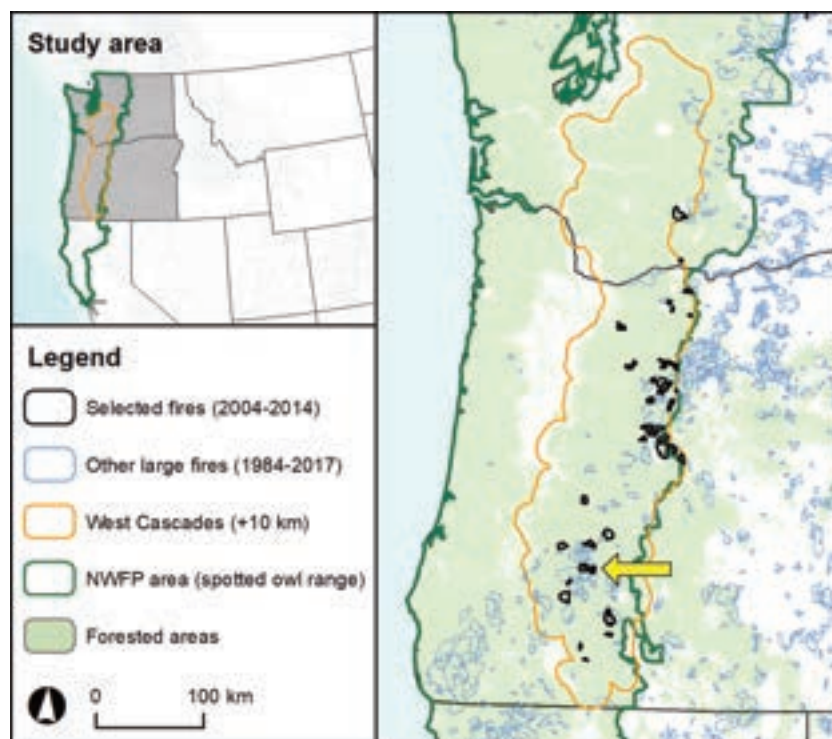 Study area
Legend
Selected fires (2004-2014)
Other large fires (1984-2017)
West Cascades (+10 km)
NWFP area (spotted owl range)
Forested areas
0 100 km